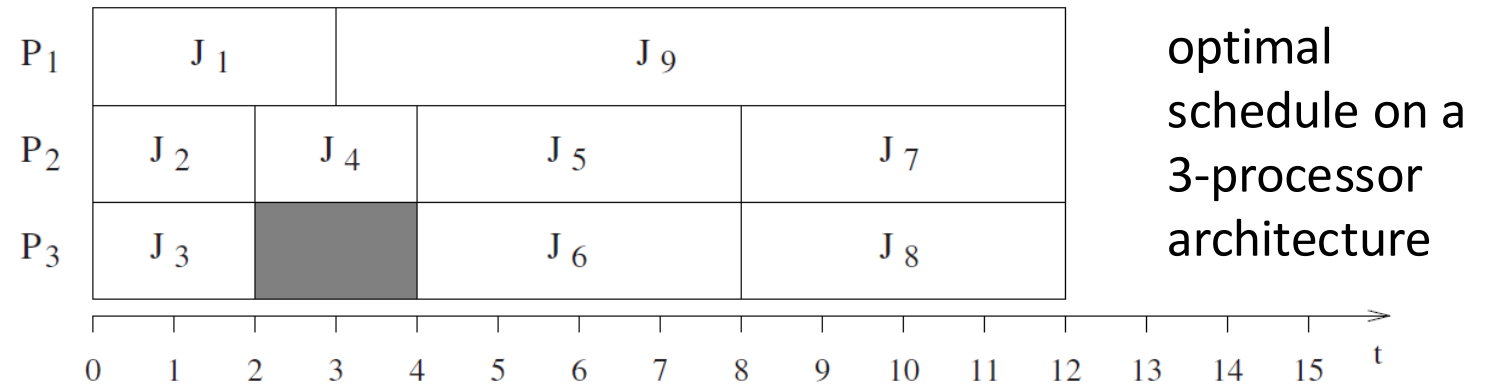 P1 J1 J9
P2 J2 J4 J5 J7
P3 J3 J6 J8
0 1 2 3 4 5 6 7 8 9 10 11 12 13 14 15 t
optimal
schedule on a
3-processor
architecture